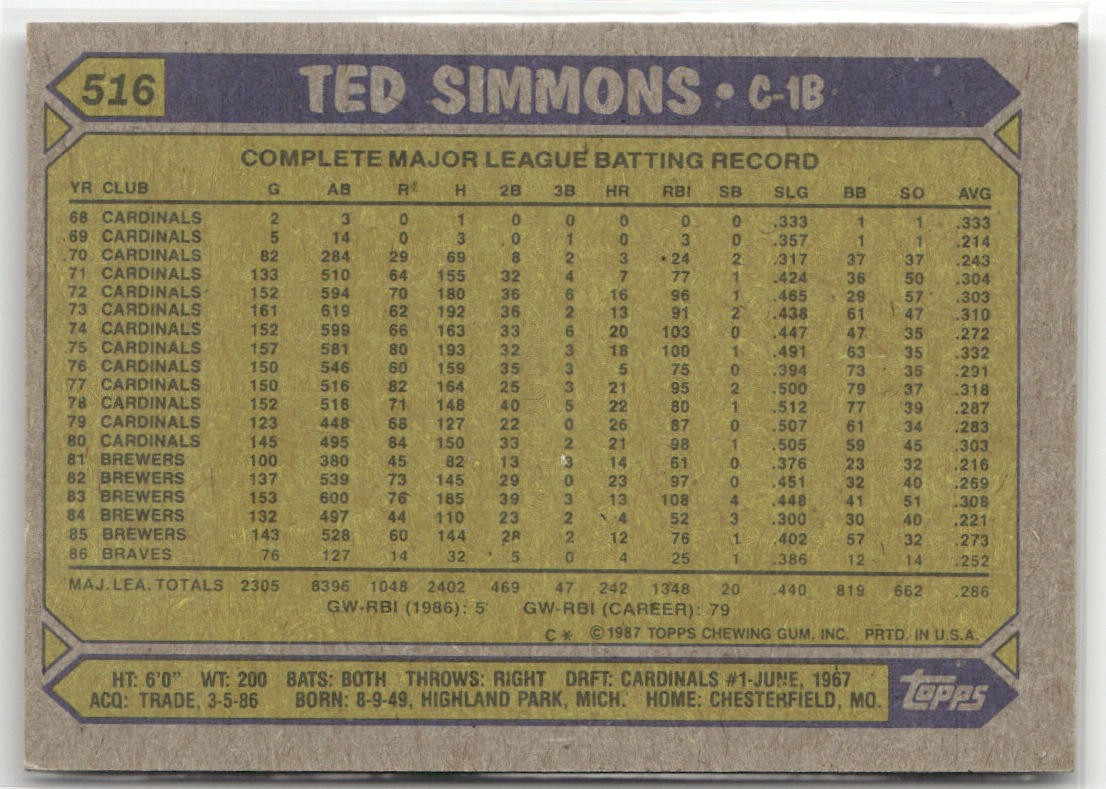 516 TED SIMMONS • C-1B
COMPLETE MAJOR LEAGUE BATTING RECORD
YR CLUB G AB R H 2B 3B HR RBI SB SLG BB SO AVG
68 CARDINALS 2 3 0 1 0 0 0 0 0 .333 1 1 .333
69 CARDINALS 5 14 0 3 0 1 0 3 0 .357 1 1 .214
70 CARDINALS 82 284 29 69 8 2 3 24 2 .317 37 37 .243
71 CARDINALS 133 510 64 155 32 4 7 77 1 .424 36 50 .304
72 CARDINALS 152 594 70 180 36 6 16 96 1 .465 29 57 .303
73 CARDINALS 161 619 62 192 36 2 13 91 2 .438 61 47 .310
74 CARDINALS 152 599 66 163 33 6 20 103 0 .447 47 35 .272
75 CARDINALS 157 581 80 193 32 3 18 100 1 .491 63 35 .332
76 CARDINALS 150 546 60 159 35 3 5 75 0 .394 73 35 .291
77 CARDINALS 150 516 82 164 25 3 21 95 2 .500 79 37 .318
78 CARDINALS 152 516 71 148 40 5 22 80 1 .512 77 39 .287
79 CARDINALS 123 448 68 127 22 0 26 87 0 .507 61 34 .283
80 CARDINALS 145 495 84 150 33 2 21 98 1 .505 59 45 .303
81 BREWERS 100 380 45 82 13 3 14 61 0 .376 23 32 .216
82 BREWERS 137 539 73 145 29 0 23 97 0 .451 32 40 .269
83 BREWERS 153 600 76 185 39 3 13 108 4 .448 41 51 .308
84 BREWERS 132 497 44 110 23 2 4 52 3 .300 30 40 .221
85 BREWERS 143 528 60 144 28 2 12 76 1 .402 57 32 .273
86 BRAVES 76 127 14 32 5 0 4 25 1 .386 12 14 .252
MAJ. LEA. TOTALS 2305 8396 1048 2402 469 47 242 1348 20 .440 819 662 .286
GW-RBI (1986): 5 GW-RBI (CAREER): 79
C* ©1987 TOPPS CHEWING GUM, INC. PRTD. IN U.S.A.
HT: 6'0" WT: 200 BATS: BOTH THROWS: RIGHT DRFT: CARDINALS #1-JUNE, 1967
ACQ: TRADE, 3-5-86 BORN: 8-9-49, HIGHLAND PARK, MICH. HOME: CHESTERFIELD, MO.
topps